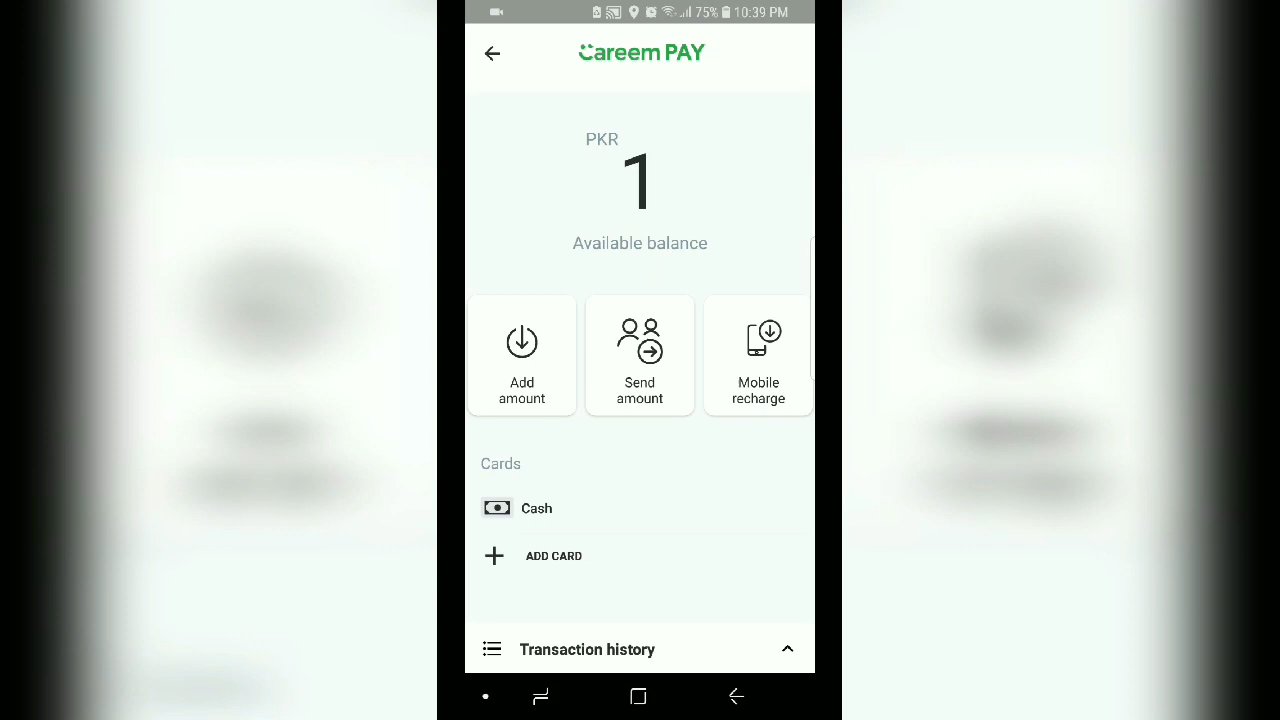 75% 10:39 PM
Careem PAY
PKR
1
Available balance
Add amount
Send amount
Mobile recharge
Cards
Cash
ADD CARD
Transaction history